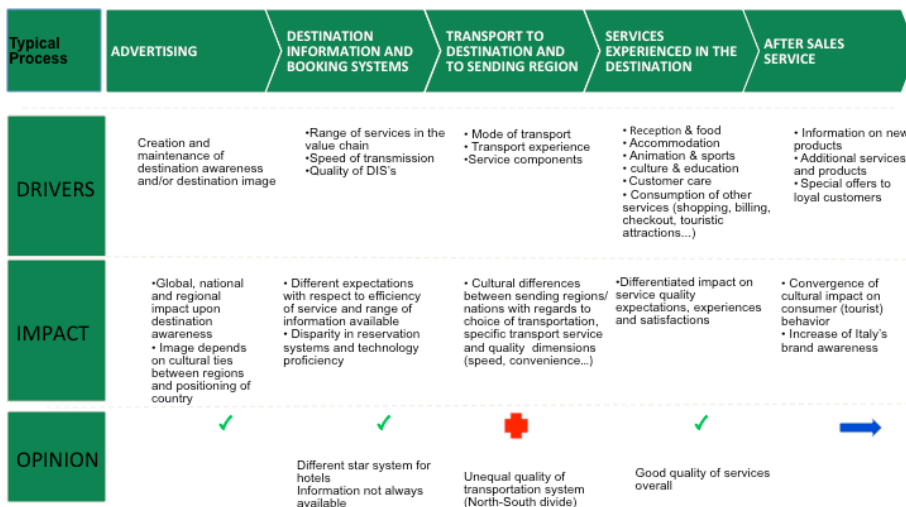 Typical
Process
ADVERTISING
DESTINATION
INFORMATION AND
BOOKING SYSTEMS
TRANSPORT TO
DESTINATION AND
TO SENDING REGION
SERVICES
EXPERIENCED IN THE
DESTINATION
AFTER SALES
SERVICE
DRIVERS
Creation and
maintenance of
destination awareness
and/or destination image
•Range of services in the
value chain
•Speed of transmission
•Quality of DIS's
• Mode of transport
• Transport experience
•Service components
• Reception & food
• Accommodation
• Animation & sports
• culture & education
• Customer care
• Consumption of other
services (shopping, billing,
checkout, touristic
attractions...)
• Information on new
products
• Additional services
and products
• Special offers to
loyal customers
IMPACT
•Global, national
and regional
impact upon
destination
awareness
• Image depends
on cultural ties
between regions
and positioning of
country
• Different expectations
with respect to efficiency
of service and range of
information available
• Disparity in reservation
systems and technology
proficiency
• Cultural differences
between sending regions/
nations with regards to
choice of transportation,
specific transport service
and quality dimensions
(speed, convenience...)
•Differentiated impact on
service quality
expectations, experiences
and satisfactions
• Convergence of
cultural impact on
consumer (tourist)
behavior
• Increase of Italy's
brand awareness
OPINION
Different star system for
hotels
Information not always
available
Unequal quality of
transportation system
(North-South divide)
Good quality of services
overall